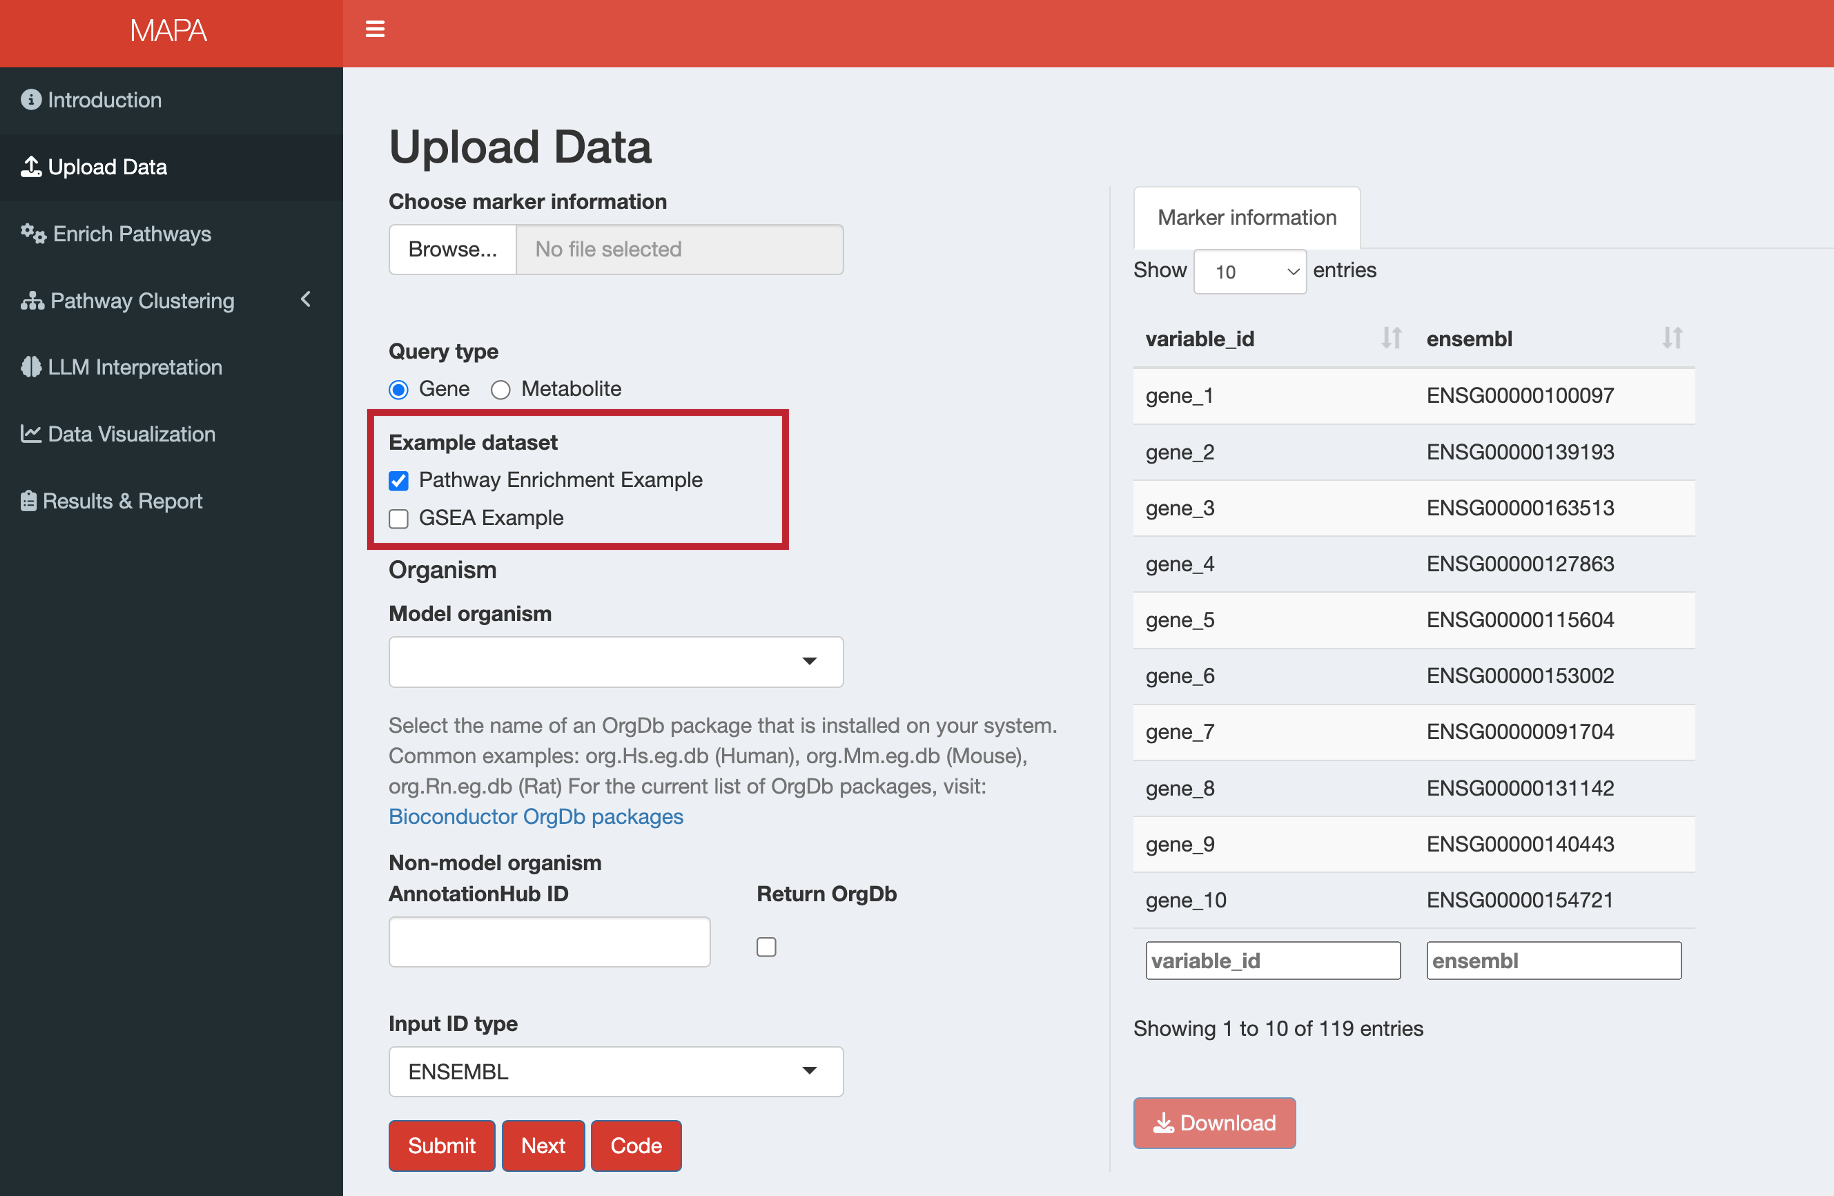 MAPA
Introduction
Upload Data
Enrich Pathways
Pathway Clustering
LLM Interpretation
Data Visualization
Results & Report
Upload Data
Choose marker information
Browse... No file selected
Query type
Gene Metabolite
Example dataset
Pathway Enrichment Example
GSEA Example
Organism
Model organism
Select the name of an OrgDb package that is installed on your system.
Common examples: org.Hs.eg.db (Human), org.Mm.eg.db (Mouse),
org.Rn.eg.db (Rat) For the current list of OrgDb packages, visit:
Bioconductor OrgDb packages
Non-model organism
AnnotationHub ID Return OrgDb
Input ID type
ENSEMBL
Submit Next Code
Marker information
Show 10 entries
variable_id ensembl
gene_1 ENSG00000100097
gene_2 ENSG00000139193
gene_3 ENSG00000163513
gene_4 ENSG00000127863
gene_5 ENSG00000115604
gene_6 ENSG00000153002
gene_7 ENSG00000091704
gene_8 ENSG00000131142
gene_9 ENSG00000140443
gene_10 ENSG00000154721
variable_id ensembl
Showing 1 to 10 of 119 entries
Download